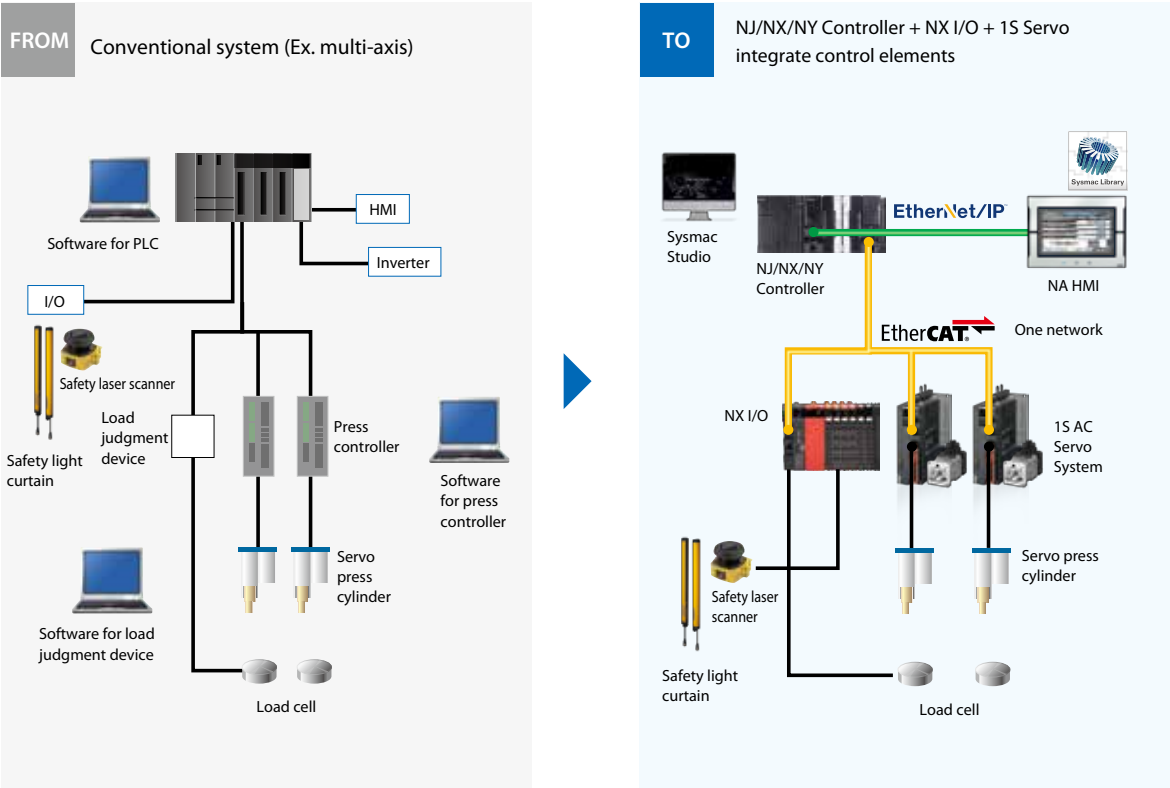 FROM
Conventional system (Ex. multi-axis)
Software for PLC
HMI
Inverter
I/O
Safety laser scanner
Load
judgment
device
Press
controller
Safety light
curtain
Software
for press
controller
Servo
press
cylinder
Software for load
judgment device
Load cell
TO
NJ/NX/NY Controller + NX I/O + 1S Servo
integrate control elements
Sysmac Library
EtherNet/IP™
Sysmac
Studio
NJ/NX/NY
Controller
NA HMI
EtherCAT®
One network
NX I/O
1S AC
Servo
System
Servo press
cylinder
Safety laser
scanner
Safety light
curtain
Load cell